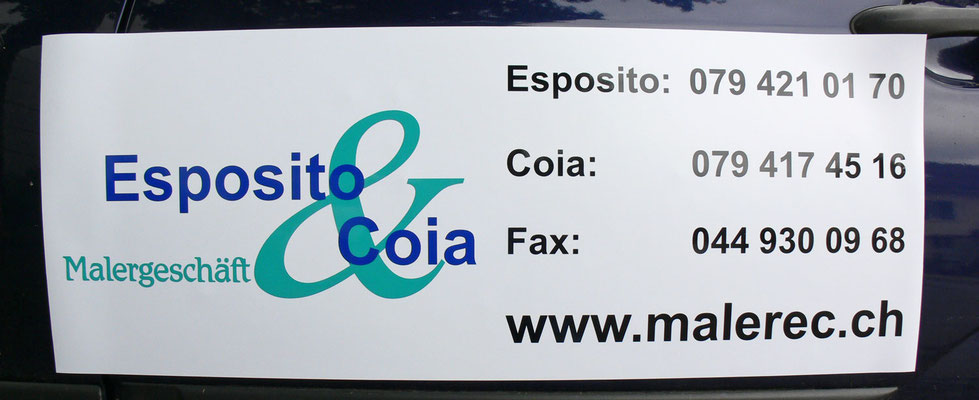 Esposito
&
Coia
Malergeschäft
Esposito: 079 421 01 70
Coia: 079 417 45 16
Fax: 044 930 09 68
www.malerec.ch